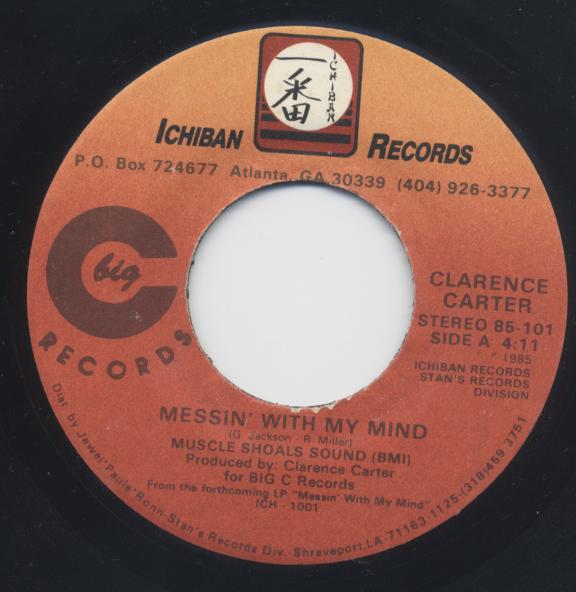 一番
ICHIBAN
ICHIBAN RECORDS
P.O. Box 724677 Atlanta, GA 30339 (404) 926-3377
big C
RECORDS
CLARENCE
CARTER
STEREO 85-101
SIDE A 4:11
℗ 1985
ICHIBAN RECORDS
STAN'S RECORDS
DIVISION
MESSIN' WITH MY MIND
(G. Jackson - R. Miller)
MUSCLE SHOALS SOUND (BMI)
Produced by: Clarence Carter
for BIG C Records
From the forthcoming LP "Messin' With My Mind"
ICH - 1001
Dist by Jewel*Paula*Ronn-Stan's Records Div.-Shraveport,LA-71163-1125-(318)459 3751